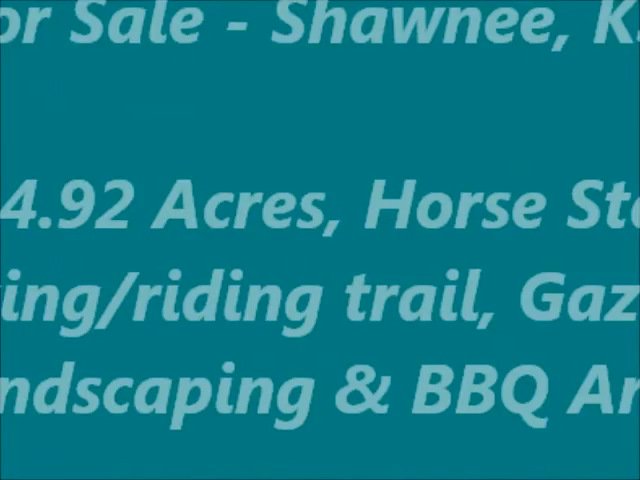 or Sale - Shawnee, K
4.92 Acres, Horse St
ing/riding trail, Gaz
ndscaping & BBQ Ar